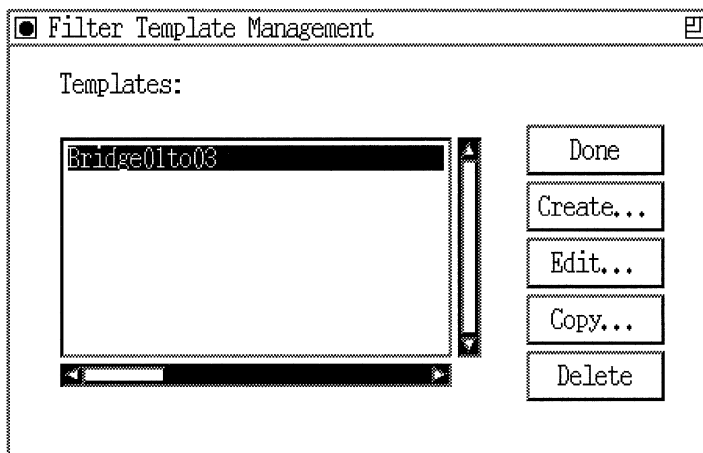 Filter Template Management
Templates:
Bridge01to03
Done
Create...
Edit...
Copy...
Delete